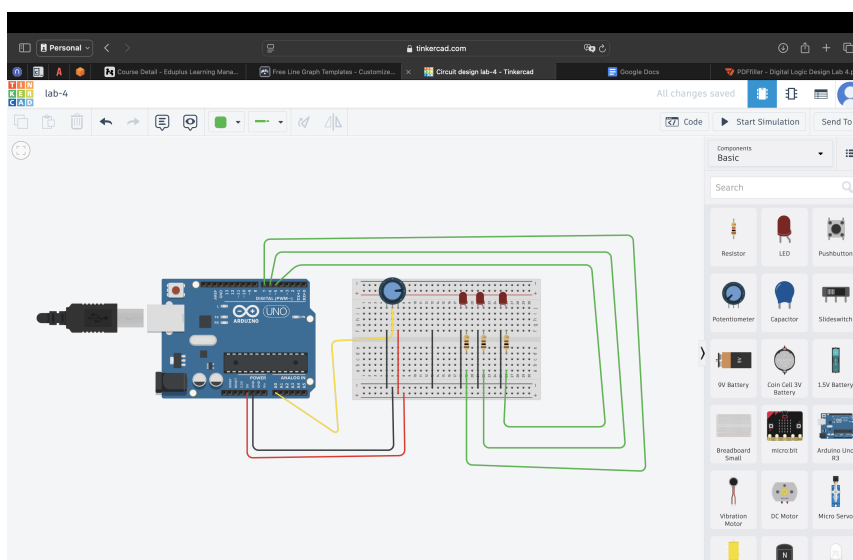 Personal
tinkercad.com
Course Detail - Eduplus Learning Mana...
Free Line Graph Templates - Customize...
Circuit design lab-4 - Tinkercad
Google Docs
PDFfiller - Digital Logic Design Lab 4.p
TIN
KER
CAD
lab-4
All changes saved
Code
Start Simulation
Send To
Components
Basic
Search
Resistor
LED
Pushbutton
Potentiometer
Capacitor
Slideswitch
9V Battery
Coin Cell 3V
Battery
1.5V Battery
Breadboard
Small
micro:bit
Arduino Uno
R3
Vibration
Motor
DC Motor
Micro Servo
DIGITAL (PWM~)
UNO
ARDUINO
POWER
ANALOG IN